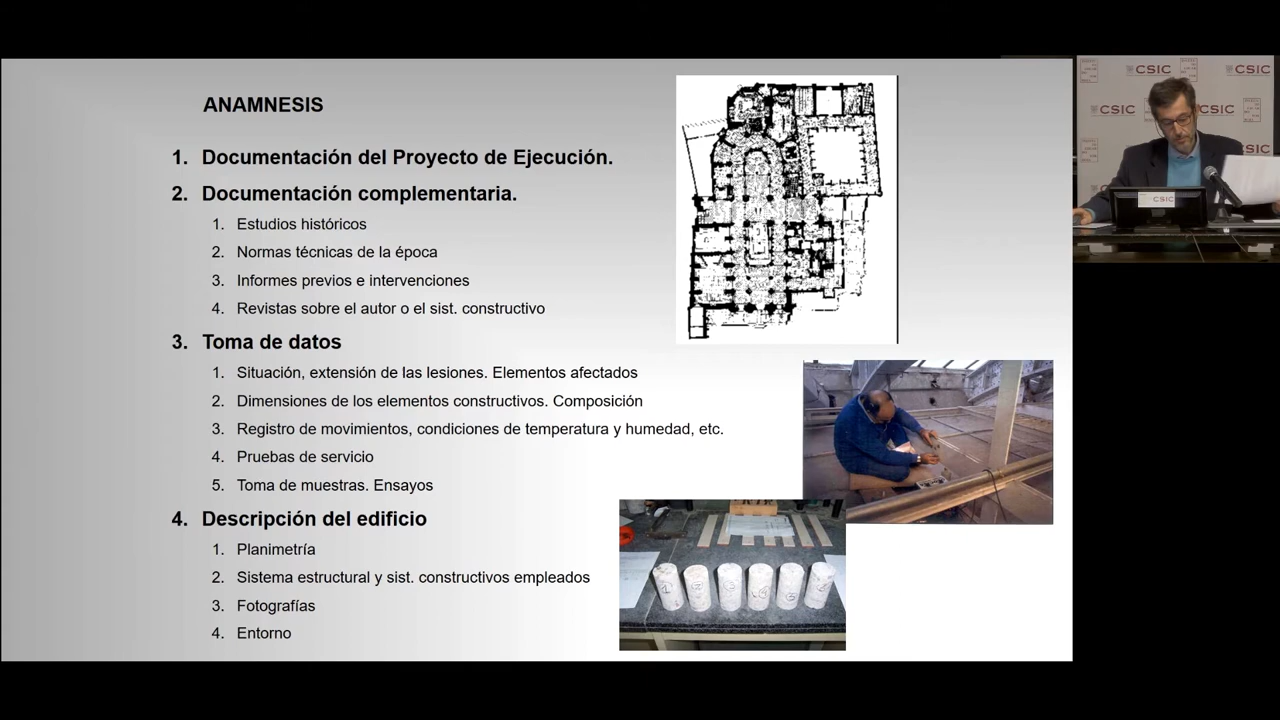 ANAMNESIS
1. Documentación del Proyecto de Ejecución.
2. Documentación complementaria.
1. Estudios históricos
2. Normas técnicas de la época
3. Informes previos e intervenciones
4. Revistas sobre el autor o el sist. constructivo
3. Toma de datos
1. Situación, extensión de las lesiones. Elementos afectados
2. Dimensiones de los elementos constructivos. Composición
3. Registro de movimientos, condiciones de temperatura y humedad, etc.
4. Pruebas de servicio
5. Toma de muestras. Ensayos
4. Descripción del edificio
1. Planimetría
2. Sistema estructural y sist. constructivos empleados
3. Fotografías
4. Entorno
CSIC
CSIC
CSIC
CSIC
CSIC
CSIC